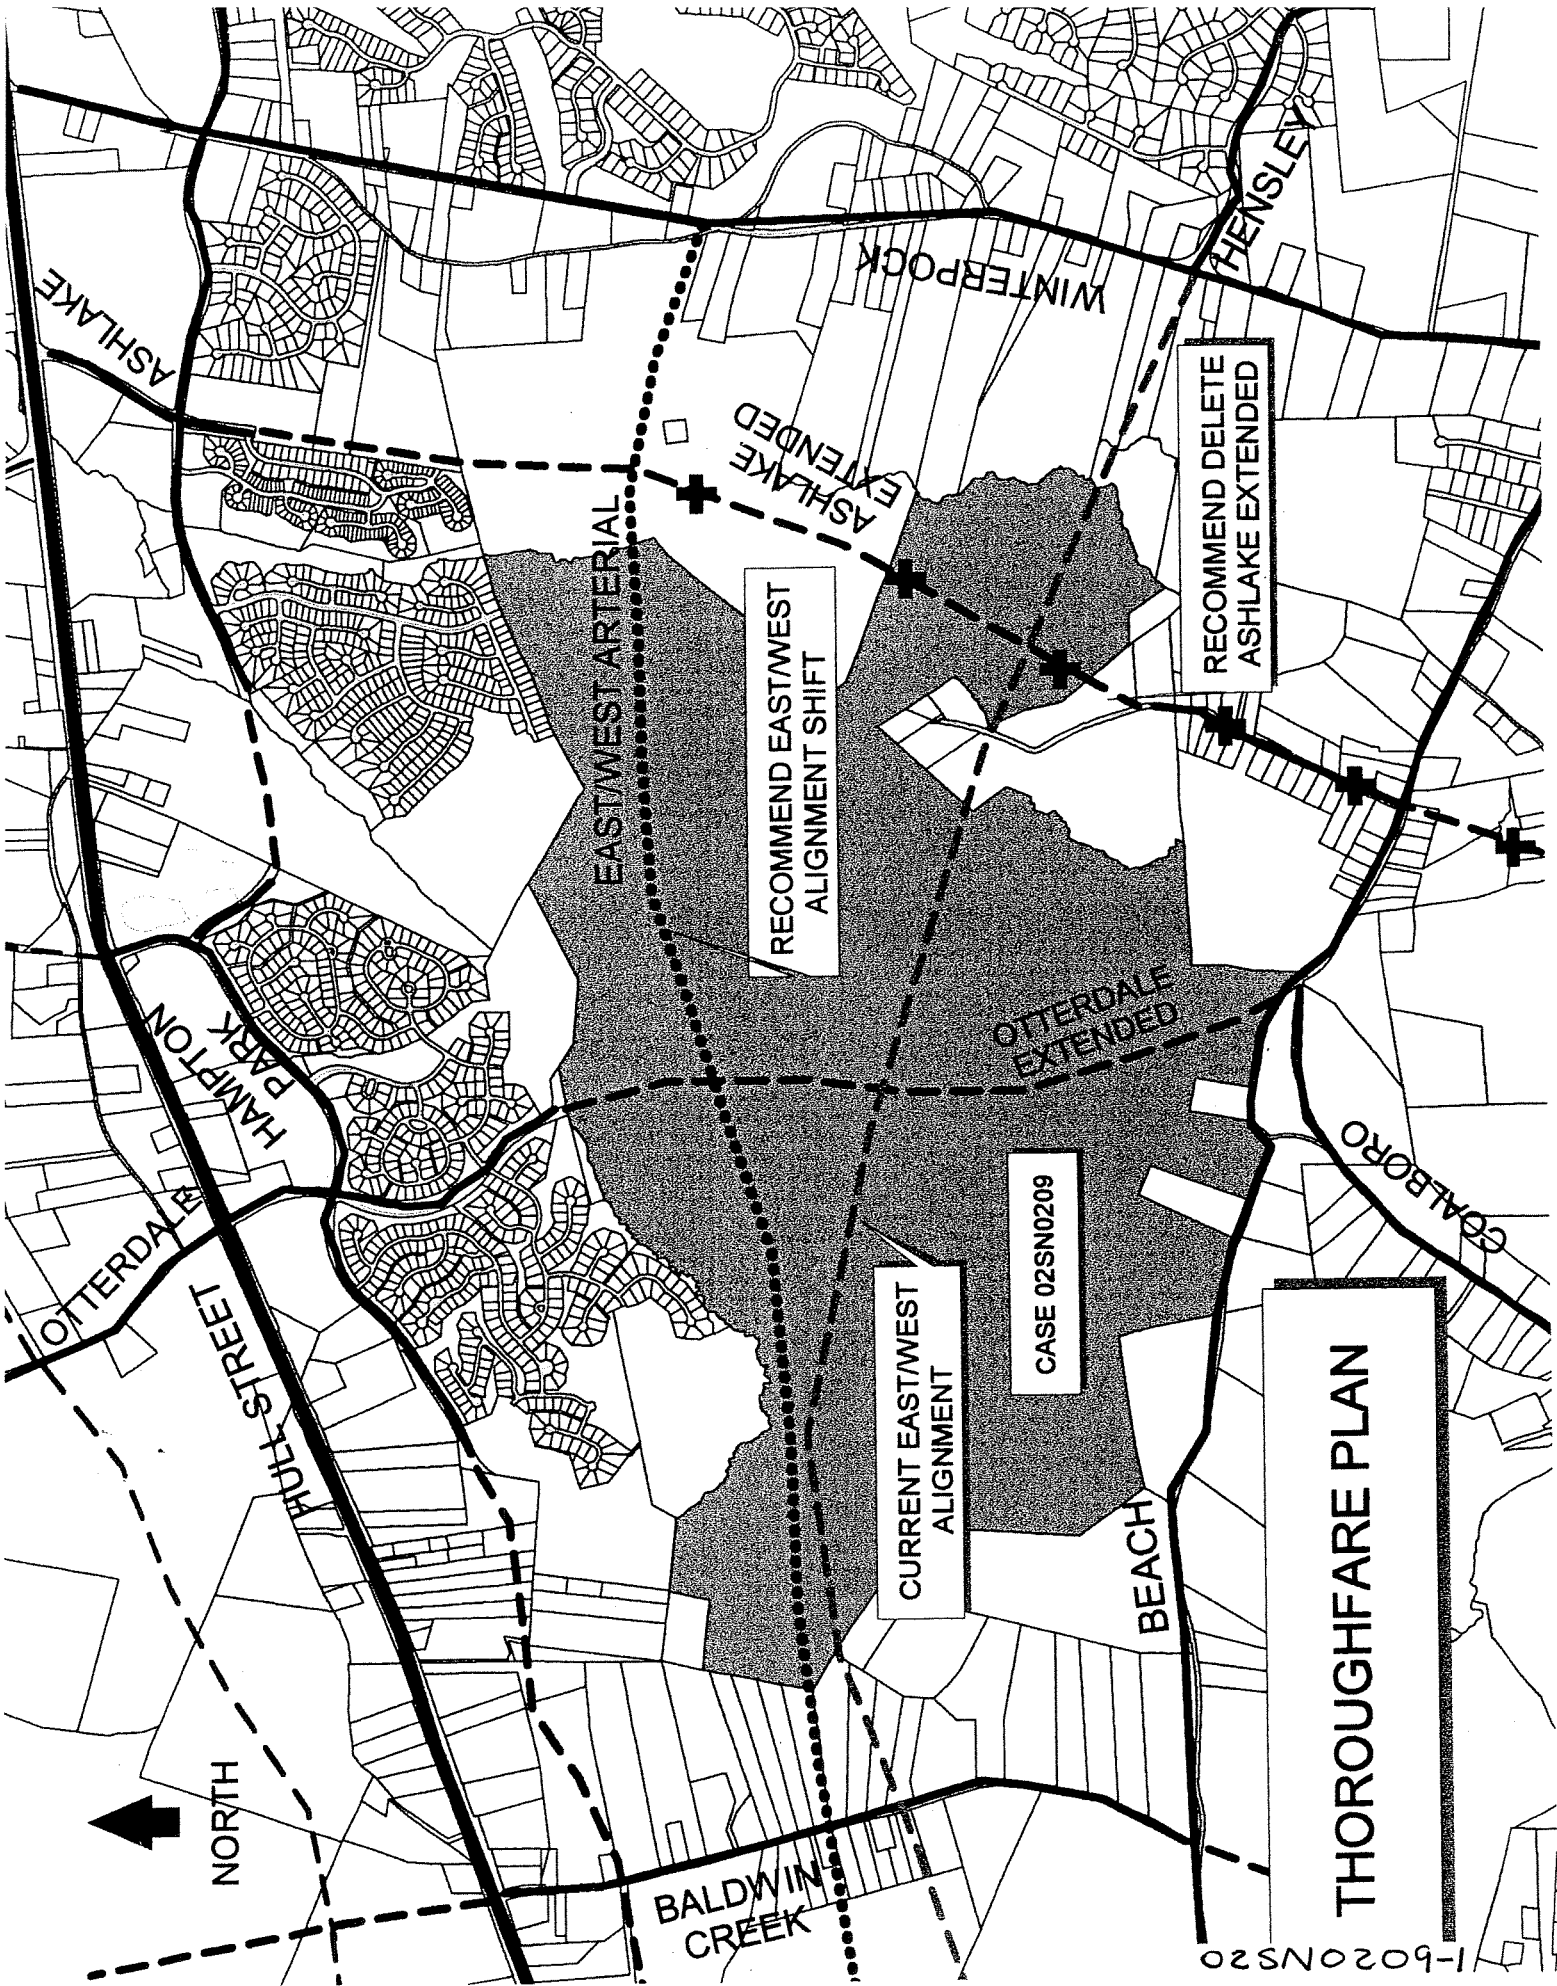 NORTH
HULL STREET
OTTERDALE
HAMPTON
PARK
ASHLAKE
EAST/WEST ARTERIAL
RECOMMEND EAST/WEST
ALIGNMENT SHIFT
ASHLAKE
EXTENDED
WINTERPOCK
HENSLEY
RECOMMEND DELETE
ASHLAKE EXTENDED
OTTERDALE
EXTENDED
CURRENT EAST/WEST
ALIGNMENT
CASE 02SN0209
BALDWIN
CREEK
BEACH
COALBORO
THOROUGHFARE PLAN
02SN0209-1